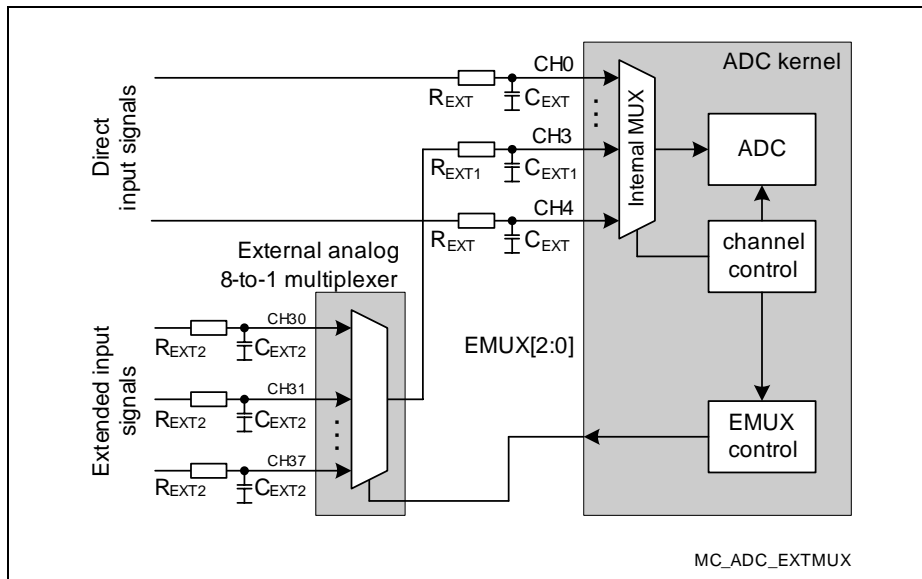 ADC kernel
CH0
REXT
CEXT
Direct
input signals
CH3
REXT1
CEXT1
Internal MUX
ADC
CH4
REXT
CEXT
channel
control
External analog
8-to-1 multiplexer
CH30
REXT2
CEXT2
EMUX[2:0]
Extended input
signals
CH31
REXT2
CEXT2
EMUX
control
CH37
REXT2
CEXT2
MC_ADC_EXTMUX